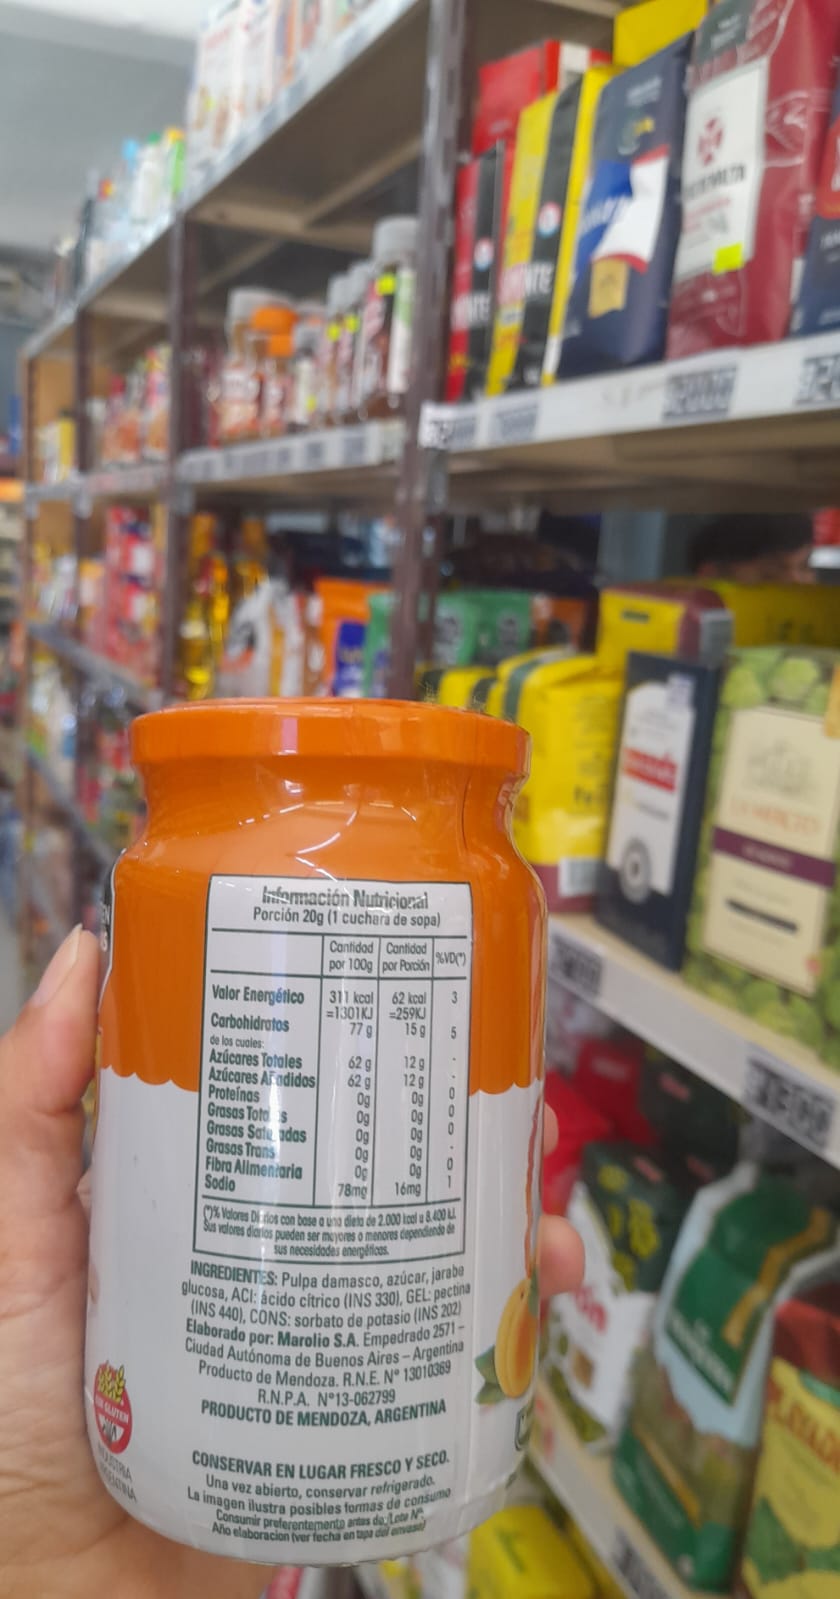 Información Nutricional
Porción 20g (1 cuchara de sopa)
Cantidad por 100g Cantidad por Porción %VD(*)
Valor Energético 311 kcal 62 kcal 3
=1301KJ =259KJ
Carbohidratos 77 g 15 g 5
de los cuales:
Azúcares Totales 62 g 12 g -
Azúcares Añadidos 62 g 12 g -
Proteínas 0g 0g 0
Grasas Totales 0g 0g 0
Grasas Saturadas 0g 0g 0
Grasas Trans 0g 0g -
Fibra Alimentaria 0g 0g 0
Sodio 78mg 16mg 1
(*)% Valores Diarios con base a una dieta de 2.000 kcal u 8.400 kJ.
Sus valores diarios pueden ser mayores o menores dependiendo de
sus necesidades energéticas.
INGREDIENTES: Pulpa damasco, azúcar, jarabe
glucosa, ACI: ácido cítrico (INS 330), GEL: pectina
(INS 440), CONS: sorbato de potasio (INS 202)
Elaborado por: Marolio S.A. Empedrado 2571 –
Ciudad Autónoma de Buenos Aires – Argentina
Producto de Mendoza. R.N.E. N° 13010369
R.N.P.A. N°13-062799
PRODUCTO DE MENDOZA, ARGENTINA
CONSERVAR EN LUGAR FRESCO Y SECO.
Una vez abierto, conservar refrigerado.
La imagen ilustra posibles formas de consumo
Consumir preferentemente antes de:/Lote N°,
Año elaboracion (ver fecha en tapa del envase)
SIN GLUTEN
INDUSTRIA
ARGENTINA